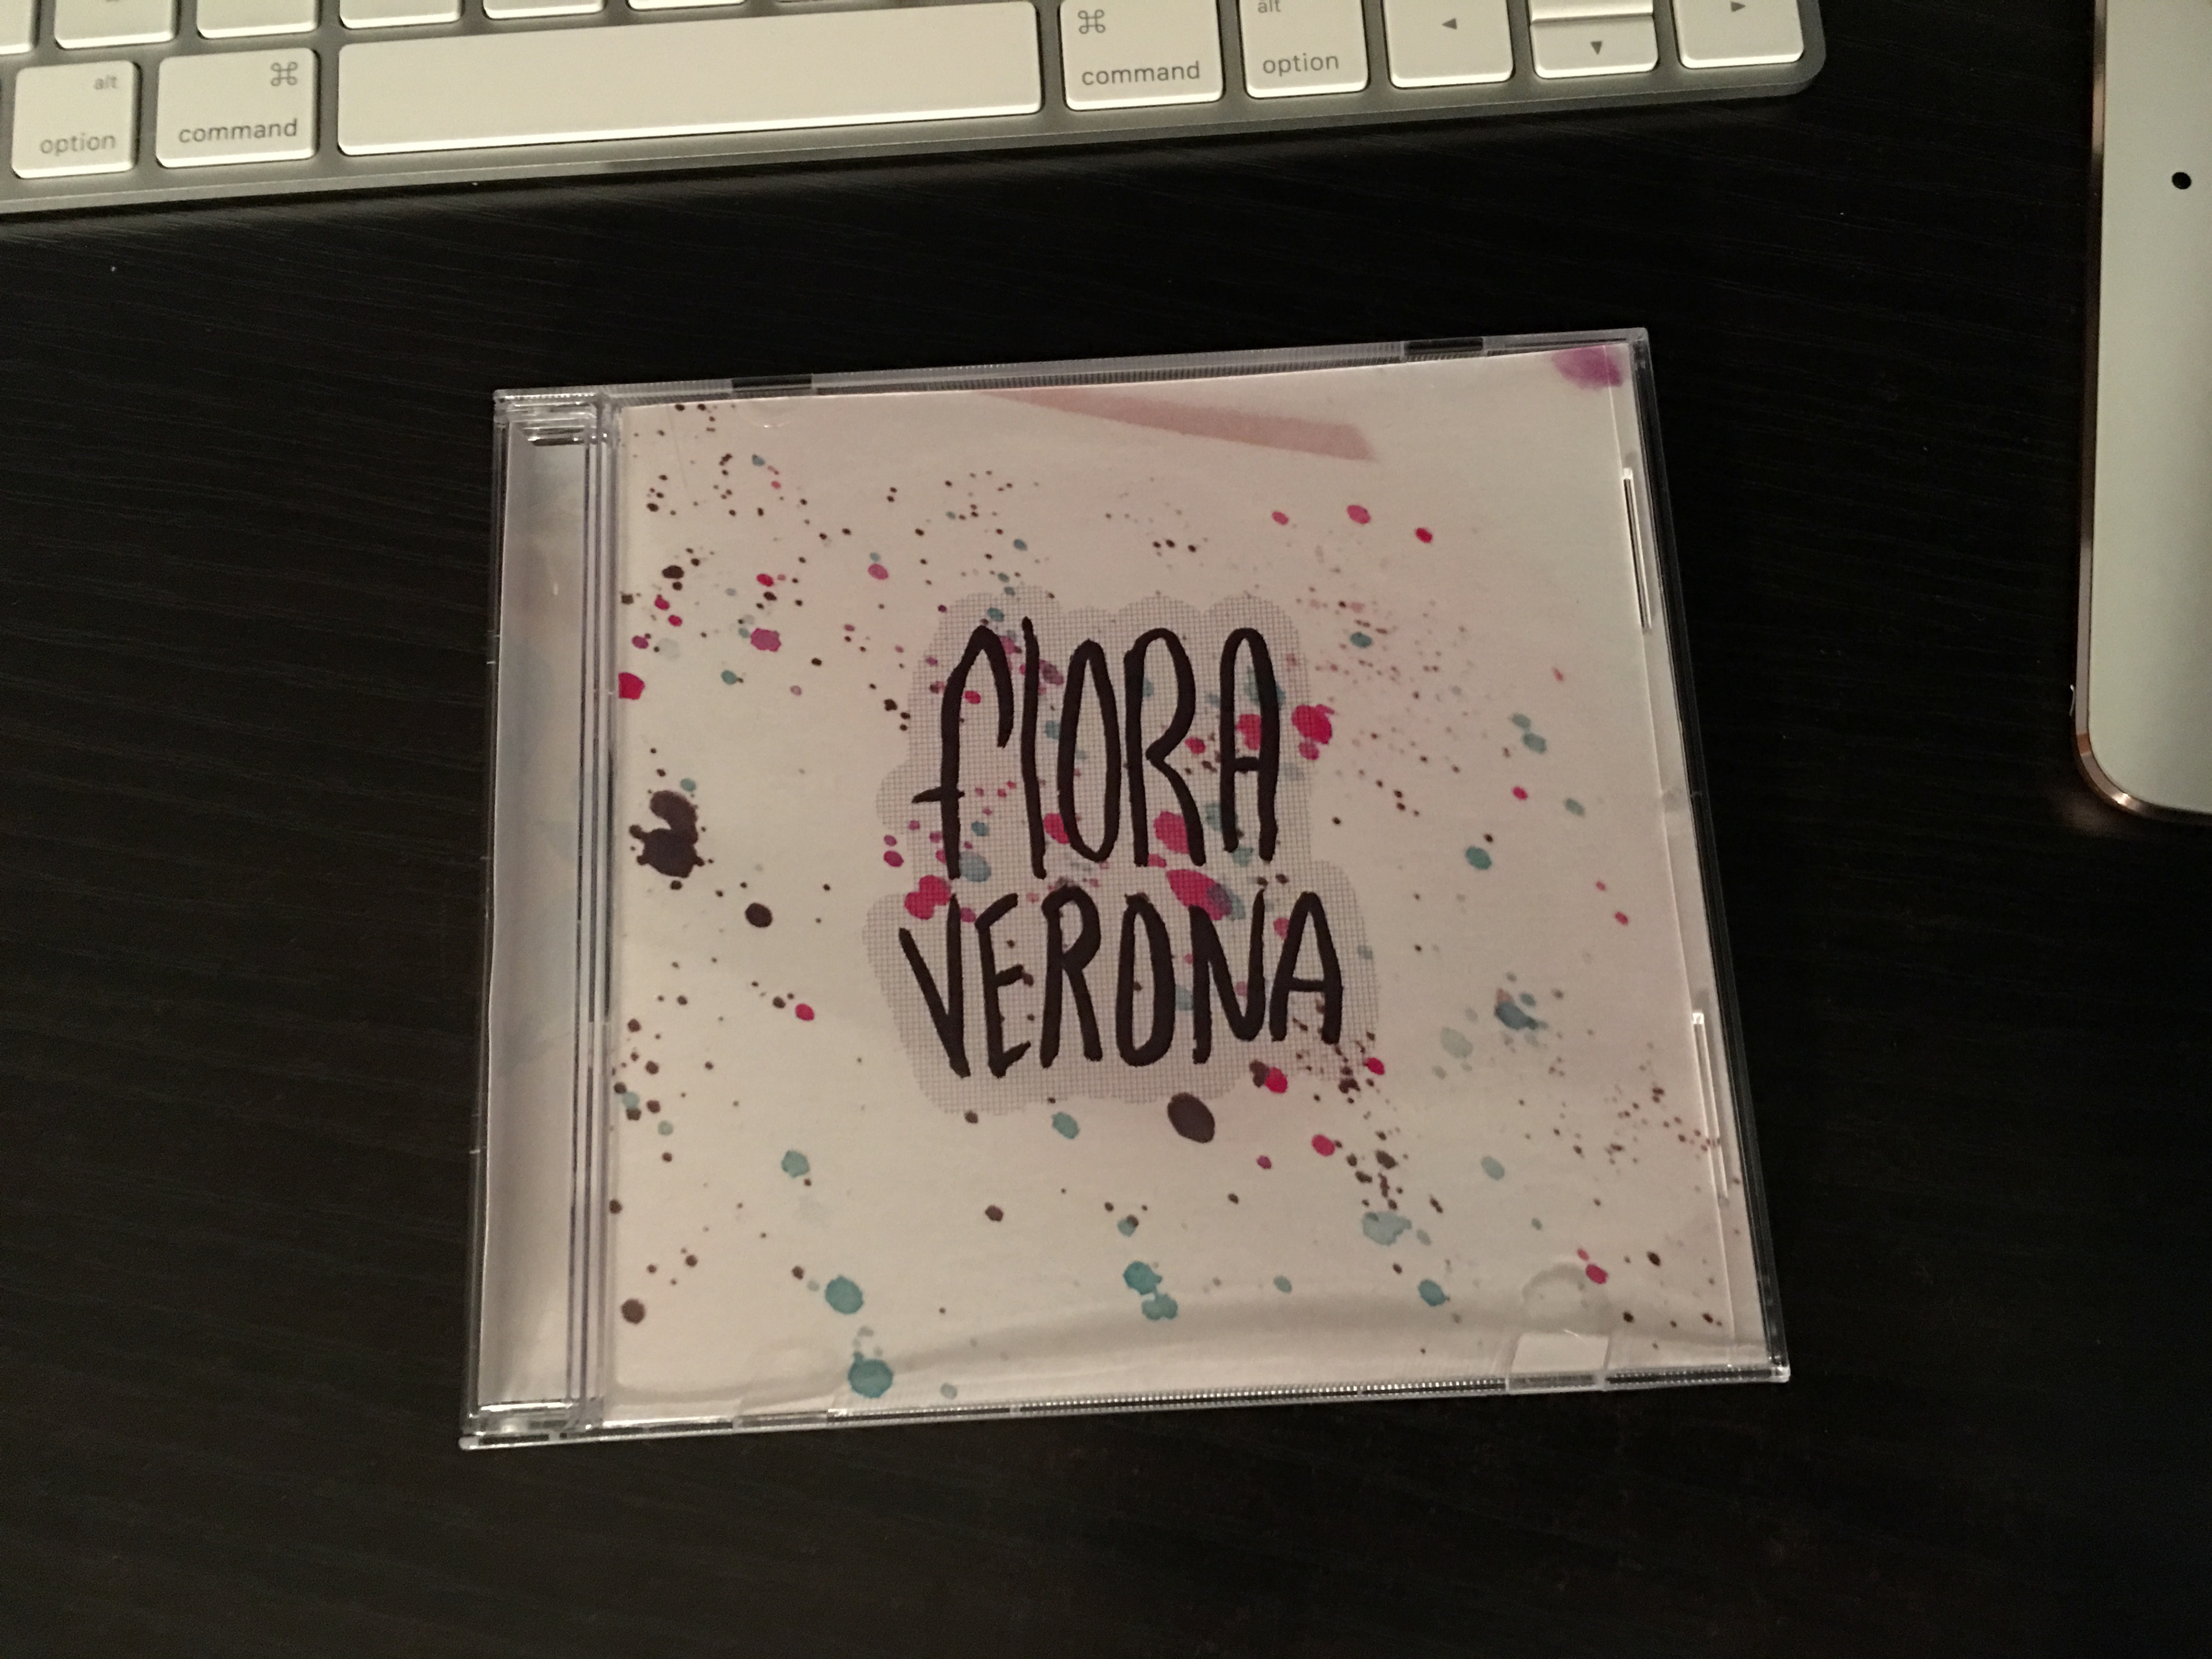 alt
⌘
⌘
alt
option
command
command
option
◀
▼
▶
flORA
VERONA